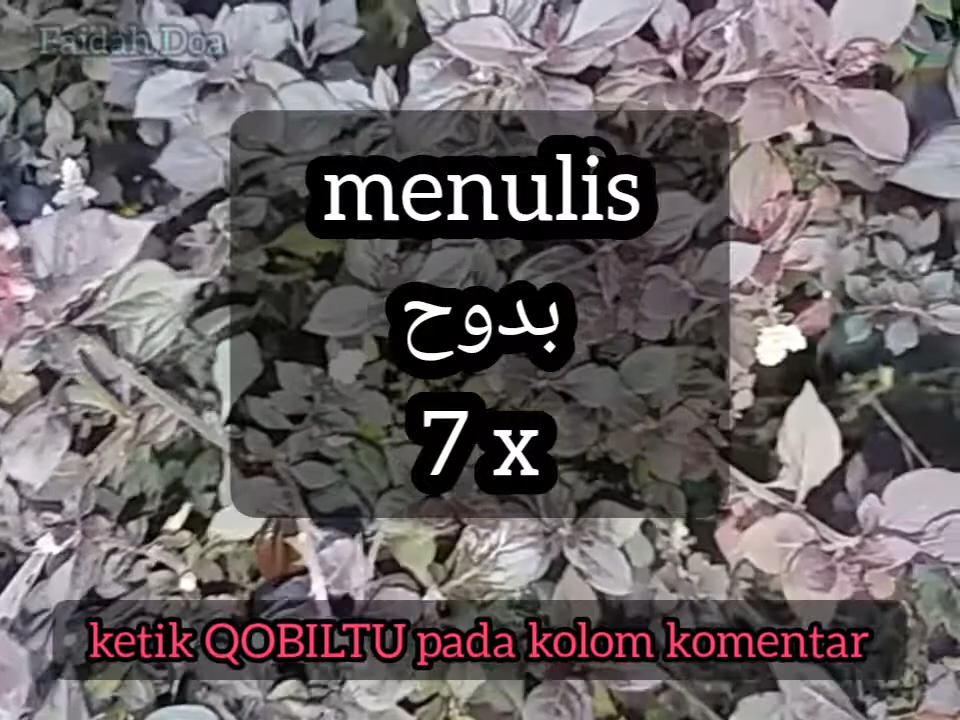 Faidah Doa
menulis
بدوح
7 x
ketik QOBILTU pada kolom komentar